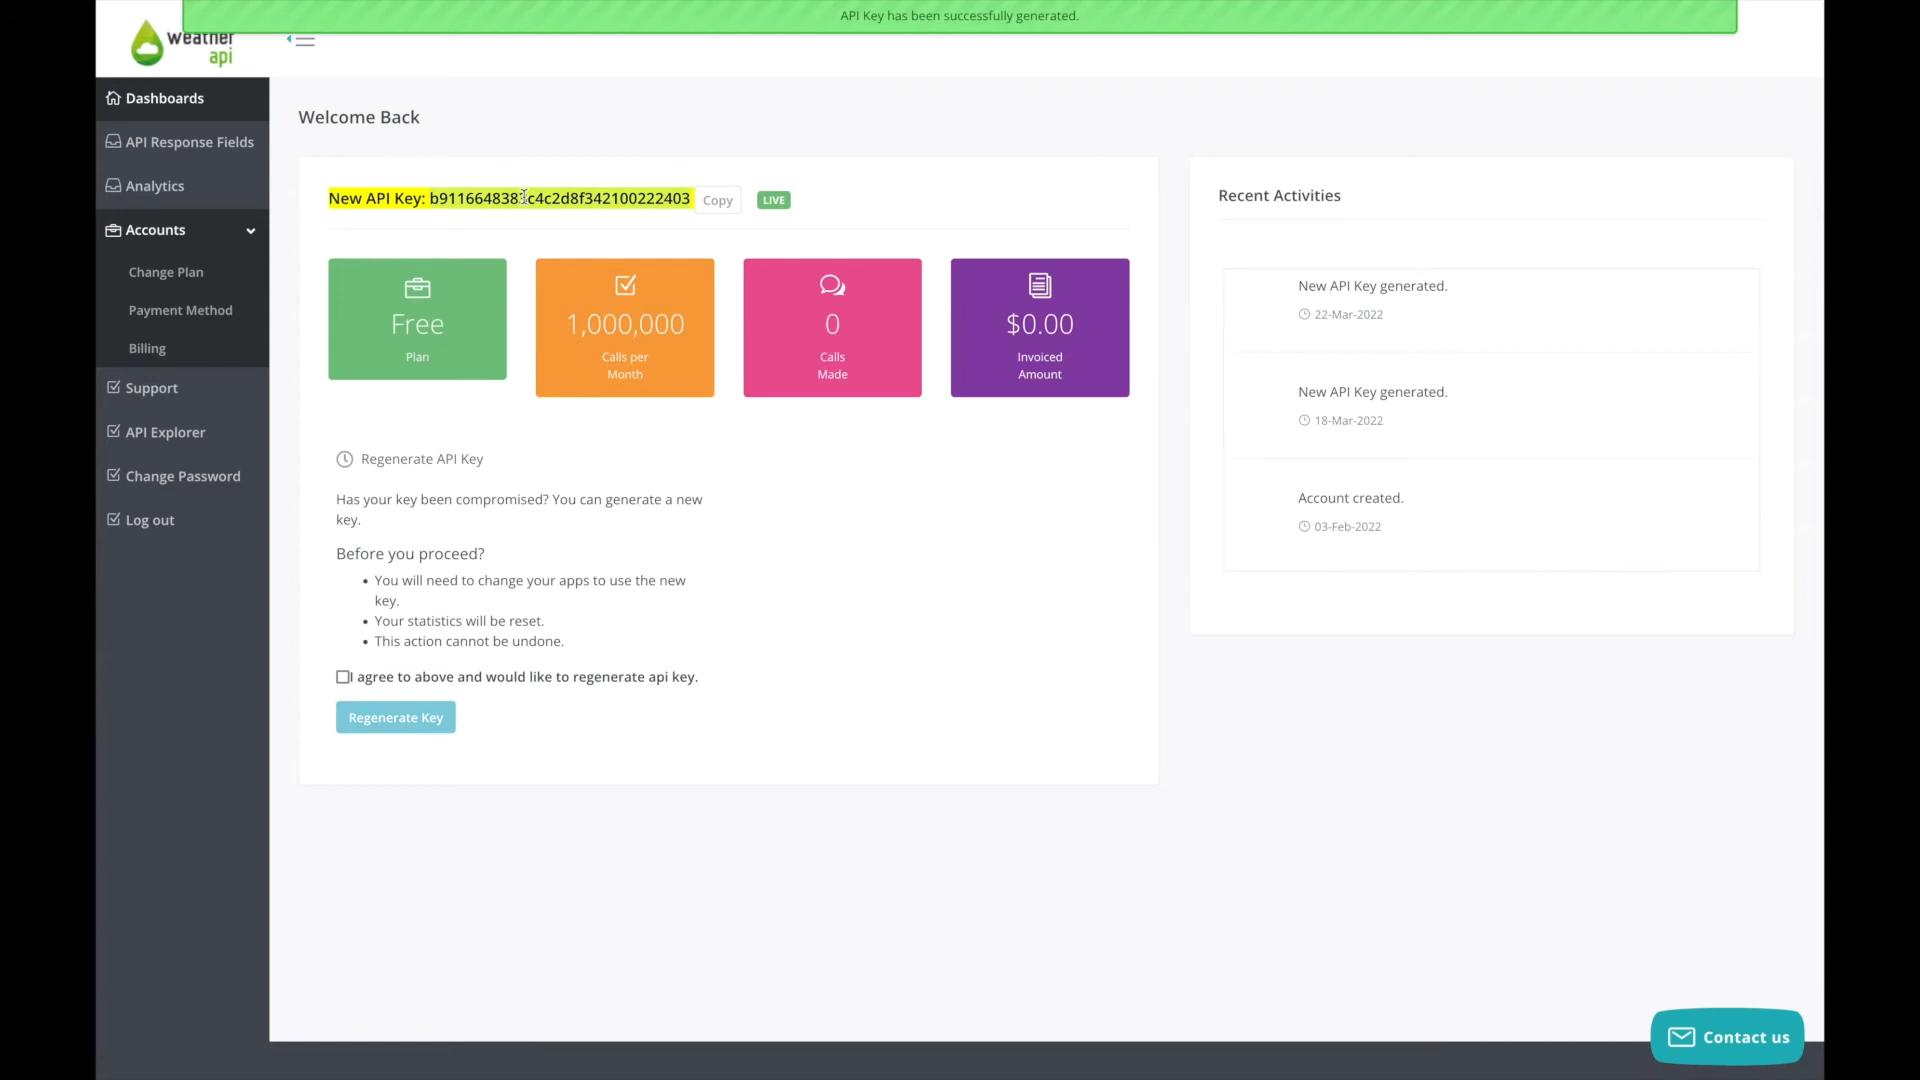 API Key has been successfully generated.
weather
api
Dashboards
API Response Fields
Analytics
Accounts
Change Plan
Payment Method
Billing
Support
API Explorer
Change Password
Log out
Welcome Back
New API Key:
Copy
LIVE
Free
Plan
1,000,000
Calls per
Month
0
Calls
Made
$0.00
Invoiced
Amount
Regenerate API Key
Has your key been compromised? You can generate a new
key.
Before you proceed?
• You will need to change your apps to use the new
key.
• Your statistics will be reset.
• This action cannot be undone.
I agree to above and would like to regenerate api key.
Regenerate Key
Recent Activities
New API Key generated.
22-Mar-2022
New API Key generated.
18-Mar-2022
Account created.
03-Feb-2022
Contact us